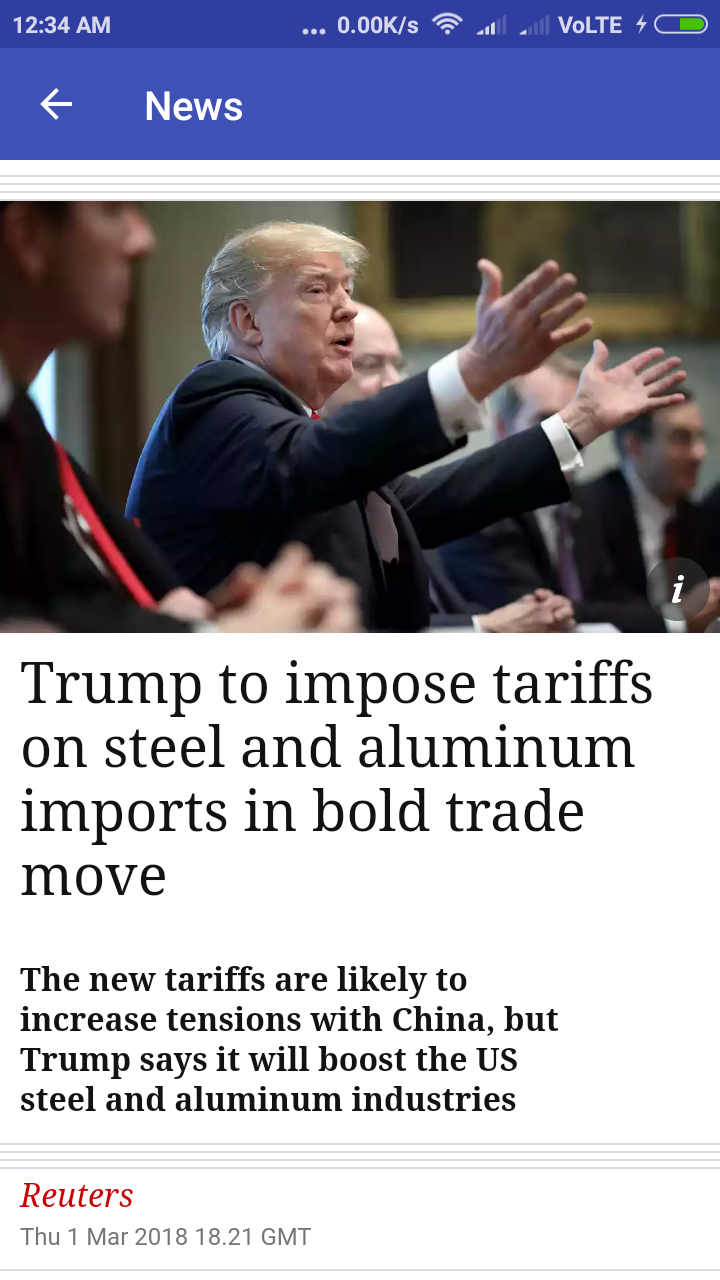 12:34 AM ... 0.00K/s VoLTE
News
i
Trump to impose tariffs
on steel and aluminum
imports in bold trade
move
The new tariffs are likely to
increase tensions with China, but
Trump says it will boost the US
steel and aluminum industries
Reuters
Thu 1 Mar 2018 18.21 GMT